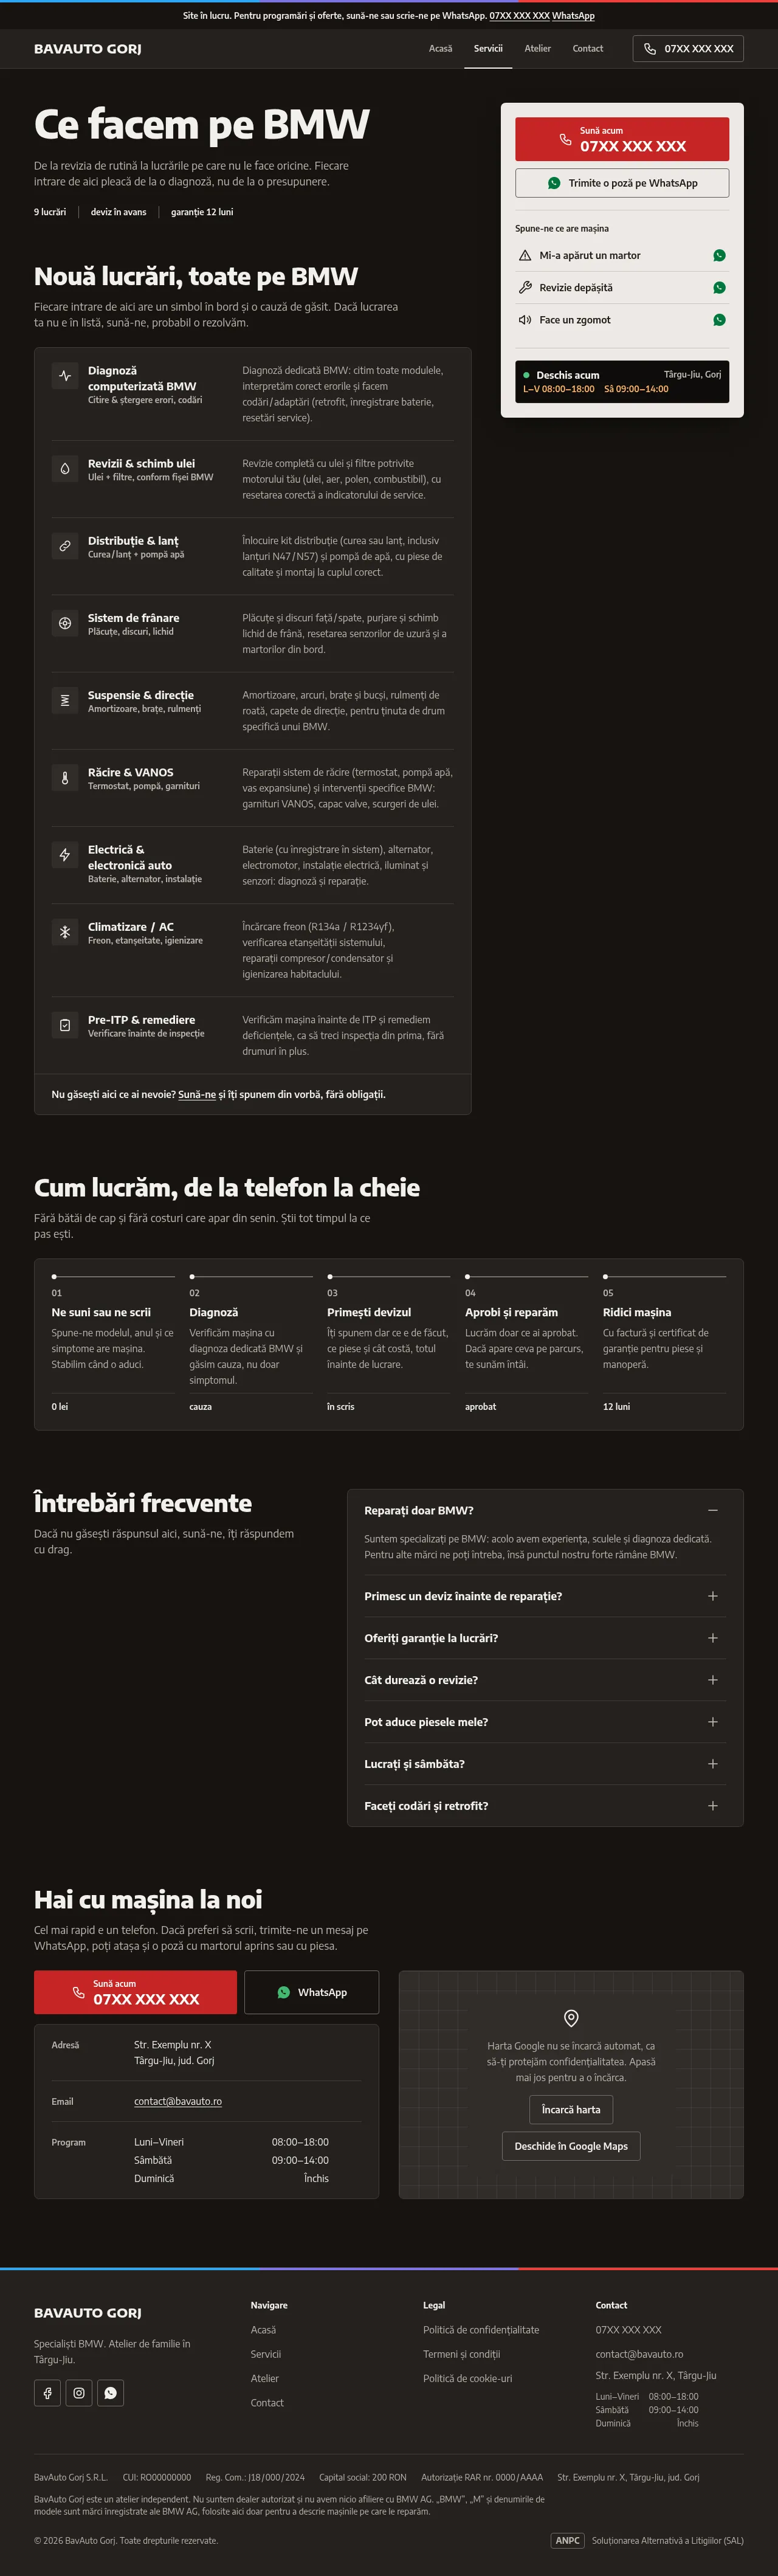 Site în lucru. Pentru programări și oferte, sună-ne sau scrie-ne pe WhatsApp. 07XX XXX XXX WhatsApp
BAVAUTO GORJ
Acasă
Servicii
Atelier
Contact
07XX XXX XXX
Ce facem pe BMW
De la revizia de rutină la lucrările pe care nu le face oricine. Fiecare
intrare de aici pleacă de la o diagnoză, nu de la o presupunere.
9 lucrări
deviz în avans
garanție 12 luni
Sună acum
07XX XXX XXX
Trimite o poză pe WhatsApp
Spune-ne ce are mașina
Mi-a apărut un martor
Revizie depășită
Face un zgomot
Deschis acum
Târgu-Jiu, Gorj
L–V 08:00–18:00 Sâ 09:00–14:00
Nouă lucrări, toate pe BMW
Fiecare intrare de aici are un simbol în bord și o cauză de găsit. Dacă lucrarea
ta nu e în listă, sună-ne, probabil o rezolvăm.
Diagnoză
computerizată BMW
Citire & ștergere erori, codări
Diagnoză dedicată BMW: citim toate modulele,
interpretăm corect erorile și facem
codări / adaptări (retrofit, înregistrare baterie,
resetări service).
Revizii & schimb ulei
Ulei + filtre, conform fișei BMW
Revizie completă cu ulei și filtre potrivite
motorului tău (ulei, aer, polen, combustibil), cu
resetarea corectă a indicatorului de service.
Distribuție & lanț
Curea / lanț + pompă apă
Înlocuire kit distribuție (curea sau lanț, inclusiv
lanțuri N47 / N57) și pompă de apă, cu piese de
calitate și montaj la cuplul corect.
Sistem de frânare
Plăcuțe, discuri, lichid
Plăcuțe și discuri față / spate, purjare și schimb
lichid de frână, resetarea senzorilor de uzură și a
martorilor din bord.
Suspensie & direcție
Amortizoare, brațe, rulmenți
Amortizoare, arcuri, brațe și bucși, rulmenți de
roată, capete de direcție, pentru ținuta de drum
specifică unui BMW.
Răcire & VANOS
Termostat, pompă, garnituri
Reparații sistem de răcire (termostat, pompă apă,
vas expansiune) și intervenții specifice BMW:
garnituri VANOS, capac valve, scurgeri de ulei.
Electrică &
electronică auto
Baterie, alternator, instalație
Baterie (cu înregistrare în sistem), alternator,
electromotor, instalație electrică, iluminat și
senzori: diagnoză și reparație.
Climatizare / AC
Freon, etanșeitate, igienizare
Încărcare freon (R134a / R1234yf),
verificarea etanșeității sistemului,
reparații compresor / condensator și
igienizarea habitaclului.
Pre-ITP & remediere
Verificare înainte de inspecție
Verificăm mașina înainte de ITP și remediem
deficiențele, ca să treci inspecția din prima, fără
drumuri în plus.
Nu găsești aici ce ai nevoie? Sună-ne și îți spunem din vorbă, fără obligații.
Cum lucrăm, de la telefon la cheie
Fără bătăi de cap și fără costuri care apar din senin. Știi tot timpul la ce
pas ești.
01
Ne suni sau ne scrii
Spune-ne modelul, anul și ce
simptome are mașina.
Stabilim când o aduci.
0 lei
02
Diagnoză
Verificăm mașina cu
diagnoza dedicată BMW și
găsim cauza, nu doar
simptomul.
cauza
03
Primești devizul
Îți spunem clar ce e de făcut,
ce piese și cât costă, totul
înainte de lucrare.
în scris
04
Aprobi și reparăm
Lucrăm doar ce ai aprobat.
Dacă apare ceva pe parcurs,
te sunăm întâi.
aprobat
05
Ridici mașina
Cu factură și certificat de
garanție pentru piese și
manoperă.
12 luni
Întrebări frecvente
Dacă nu găsești răspunsul aici, sună-ne, îți răspundem
cu drag.
Reparați doar BMW?
Suntem specializați pe BMW: acolo avem experiența, sculele și diagnoza dedicată.
Pentru alte mărci ne poți întreba, însă punctul nostru forte rămâne BMW.
Primesc un deviz înainte de reparație?
Oferiți garanție la lucrări?
Cât durează o revizie?
Pot aduce piesele mele?
Lucrați și sâmbăta?
Faceți codări și retrofit?
Hai cu mașina la noi
Cel mai rapid e un telefon. Dacă preferi să scrii, trimite-ne un mesaj pe
WhatsApp, poți atașa și o poză cu martorul aprins sau cu piesa.
Sună acum
07XX XXX XXX
WhatsApp
Adresă
Str. Exemplu nr. X
Târgu-Jiu, jud. Gorj
Email
contact@bavauto.ro
Program
Luni–Vineri 08:00–18:00
Sâmbătă 09:00–14:00
Duminică Închis
Harta Google nu se încarcă automat, ca
să-ți protejăm confidențialitatea. Apasă
mai jos pentru a o încărca.
Încarcă harta
Deschide în Google Maps
BAVAUTO GORJ
Specialiști BMW. Atelier de familie în
Târgu-Jiu.
Navigare
Acasă
Servicii
Atelier
Contact
Legal
Politică de confidențialitate
Termeni și condiții
Politică de cookie-uri
Contact
07XX XXX XXX
contact@bavauto.ro
Str. Exemplu nr. X, Târgu-Jiu
Luni–Vineri 08:00–18:00
Sâmbătă 09:00–14:00
Duminică Închis
BavAuto Gorj S.R.L. CUI: RO00000000 Reg. Com.: J18 / 000 / 2024 Capital social: 200 RON Autorizație RAR nr. 0000 / AAAA Str. Exemplu nr. X, Târgu-Jiu, jud. Gorj
BavAuto Gorj este un atelier independent. Nu suntem dealer autorizat și nu avem nicio afiliere cu BMW AG. „BMW”, „M” și denumirile de
modele sunt mărci înregistrate ale BMW AG, folosite aici doar pentru a descrie mașinile pe care le reparăm.
© 2026 BavAuto Gorj. Toate drepturile rezervate.
ANPC Soluționarea Alternativă a Litigiilor (SAL)